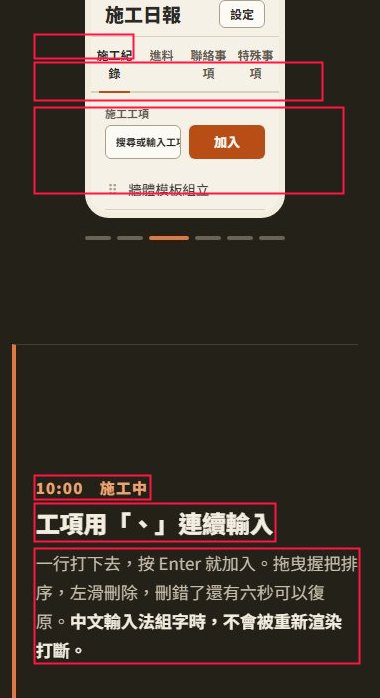 施工日報
設定
施工紀錄
進料
聯絡事項
特殊事項
施工工項
搜尋或輸入工
加入
牆體模板組立
10:00 施工中
工項用「、」連續輸入
一行打下去，按 Enter 就加入。拖曳握把排
序，左滑刪除，刪錯了還有六秒可以復
原。中文輸入法組字時，不會被重新渲染
打斷。